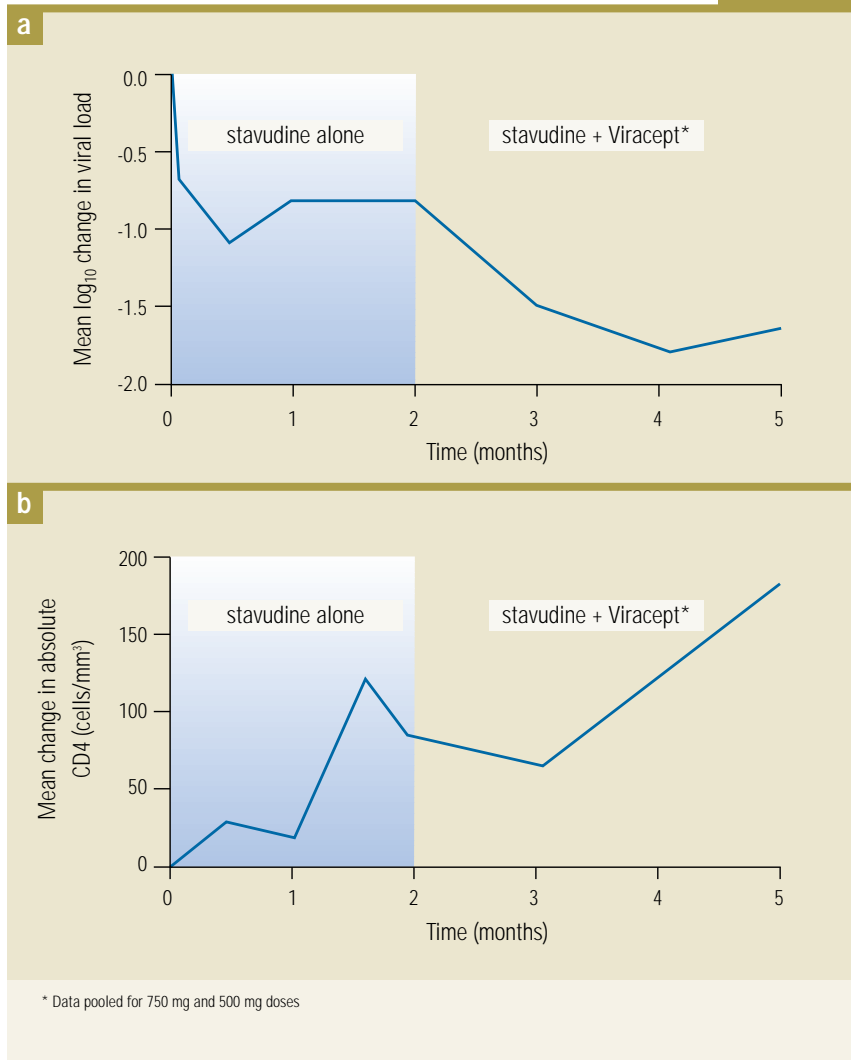 a
Mean log₁₀ change in viral load
0.0
-0.5
-1.0
-1.5
-2.0
stavudine alone
stavudine + Viracept*
0 1 2 3 4 5
Time (months)
b
Mean change in absolute
CD4 (cells/mm³)
200
150
100
50
0
stavudine alone
stavudine + Viracept*
0 1 2 3 4 5
Time (months)
* Data pooled for 750 mg and 500 mg doses